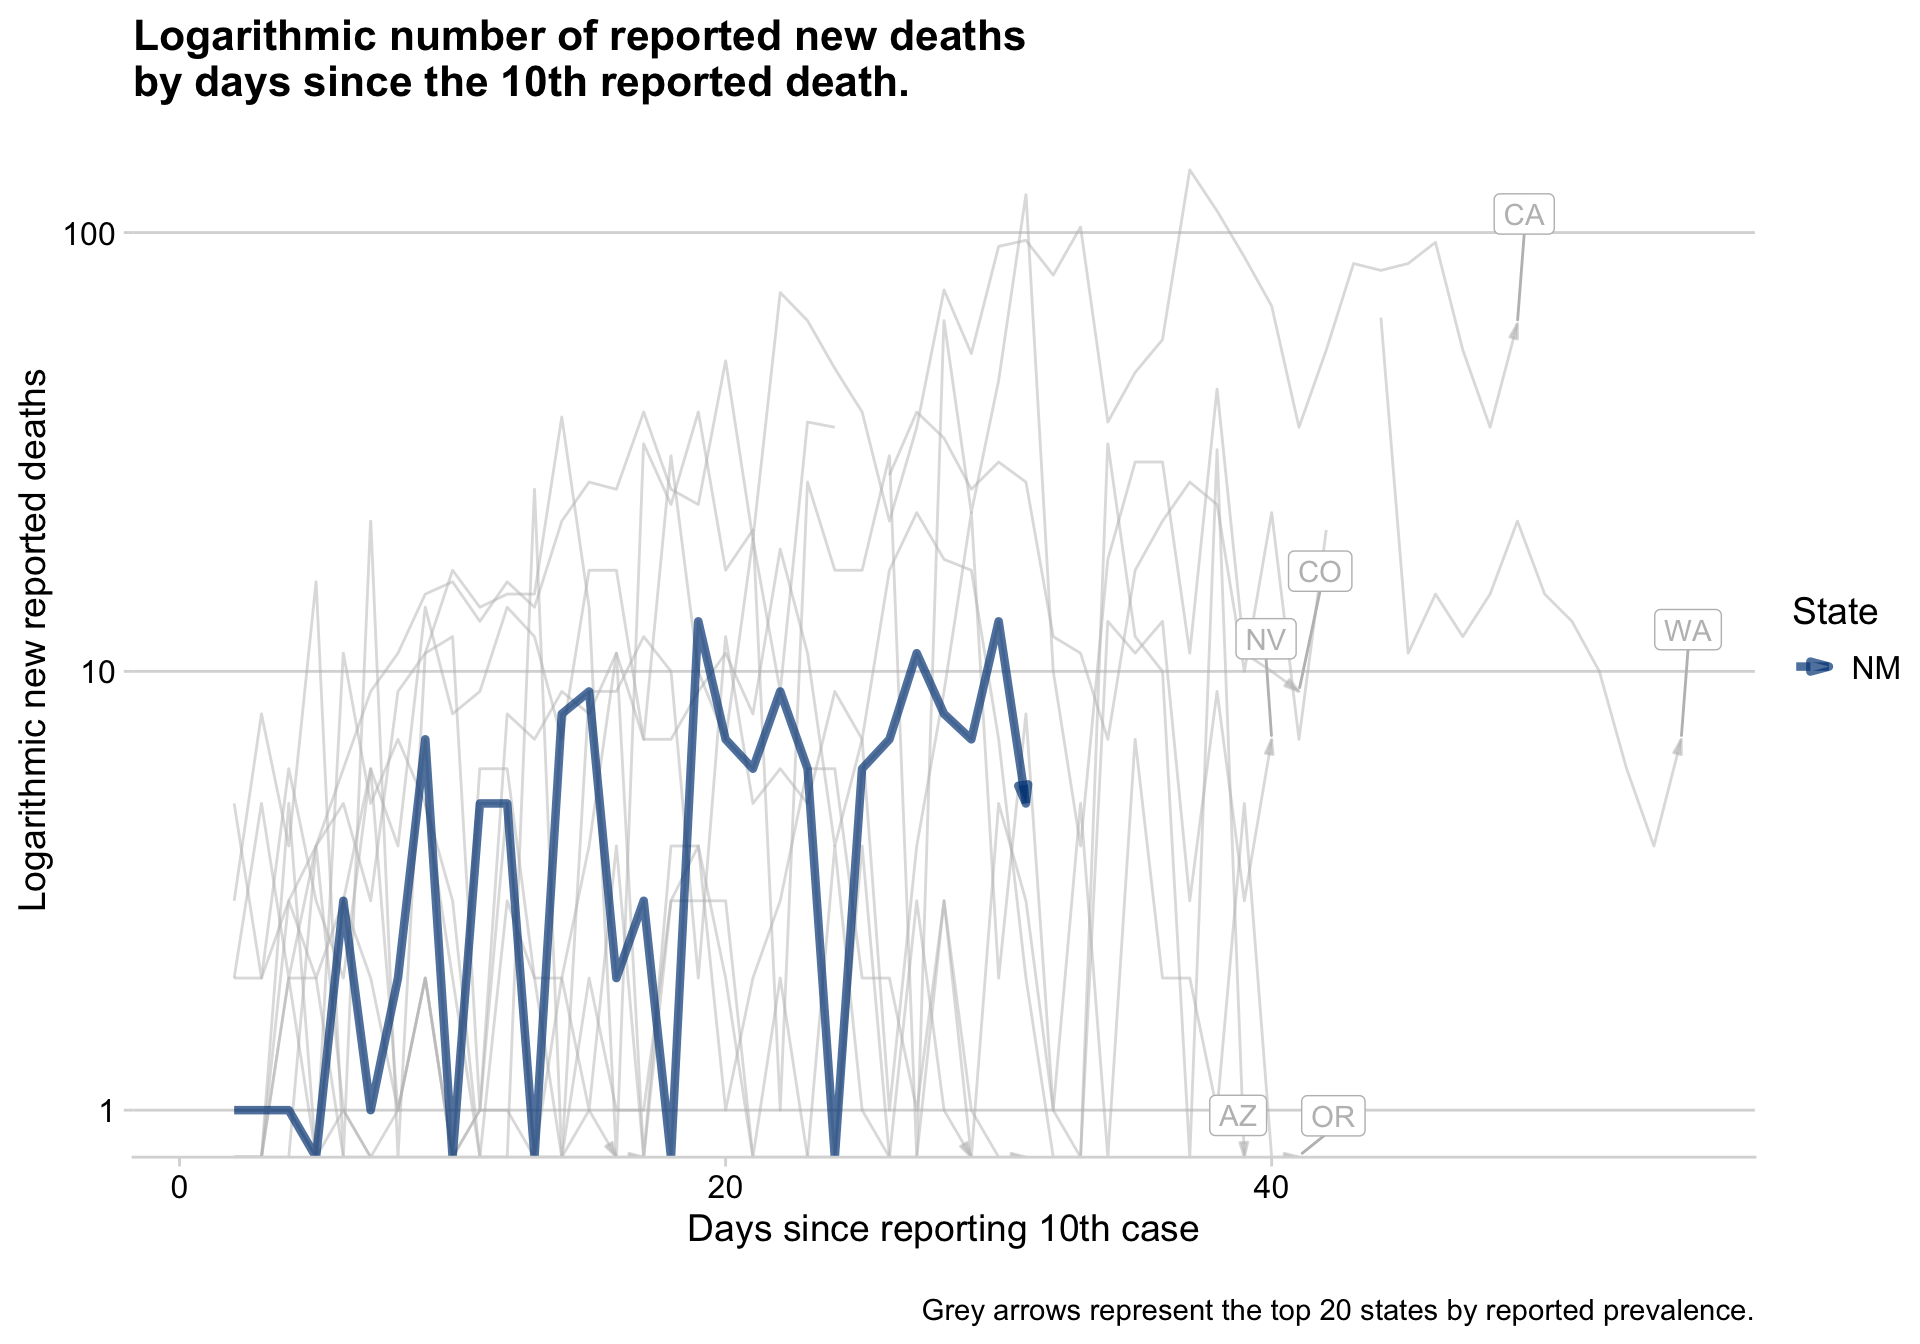 Logarithmic number of reported new deaths
by days since the 10th reported death.
Logarithmic new reported deaths
100
10
1
CA
CO
NV
WA
AZ
OR
State
NM
0
20
40
Days since reporting 10th case
Grey arrows represent the top 20 states by reported prevalence.